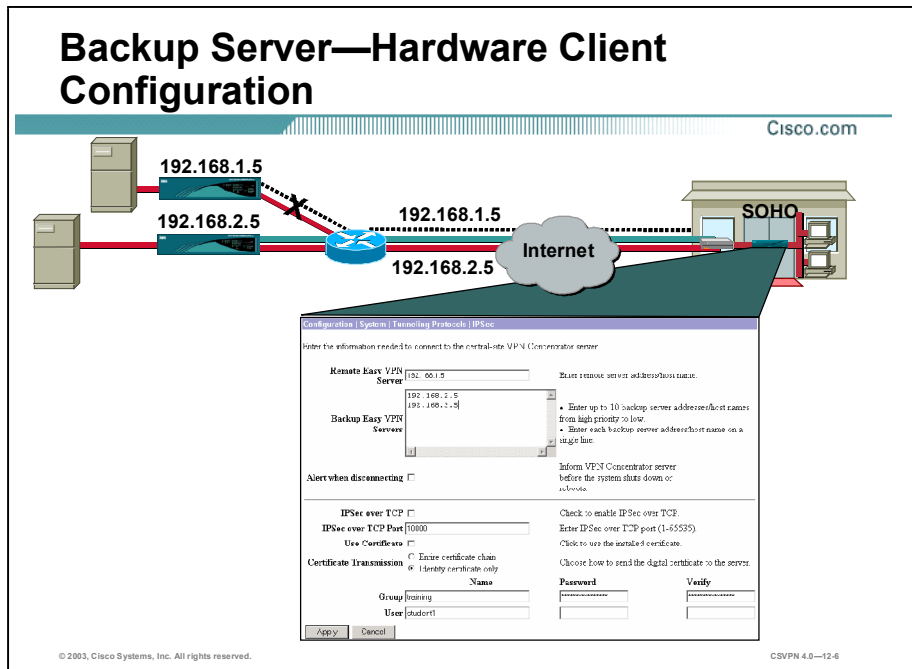 Backup Server—Hardware Client
Configuration
Cisco.com
192.168.1.5
192.168.2.5
192.168.1.5
192.168.2.5
Internet
SOHO
Configuration | System | Tunneling Protocols | IPSec
Enter the information needed to connect to the central-site VPN Concentrator server.
Remote Easy VPN
Server
Enter remote server address/host name.
Backup Easy VPN
Servers
192.168.2.5
192.168.3.5
• Enter up to 10 backup server addresses/host names
from high priority to low.
• Enter each backup server address/host name on a
single line.
Alert when disconnecting
Inform VPN Concentrator server
before the system shuts down or
reboots.
IPSec over TCP
Check to enable IPSec over TCP.
IPSec over TCP Port
10000
Enter IPSec over TCP port (1-65535).
Use Certificate
Click to use the installed certificate.
Certificate Transmission
Entire certificate chain
Identity certificate only
Choose how to send the digital certificate to the server.
Name
Password
Verify
Group
training
User
student1
Apply
Cancel
© 2003, Cisco Systems, Inc. All rights reserved.
CSVPN 4.0—12-6